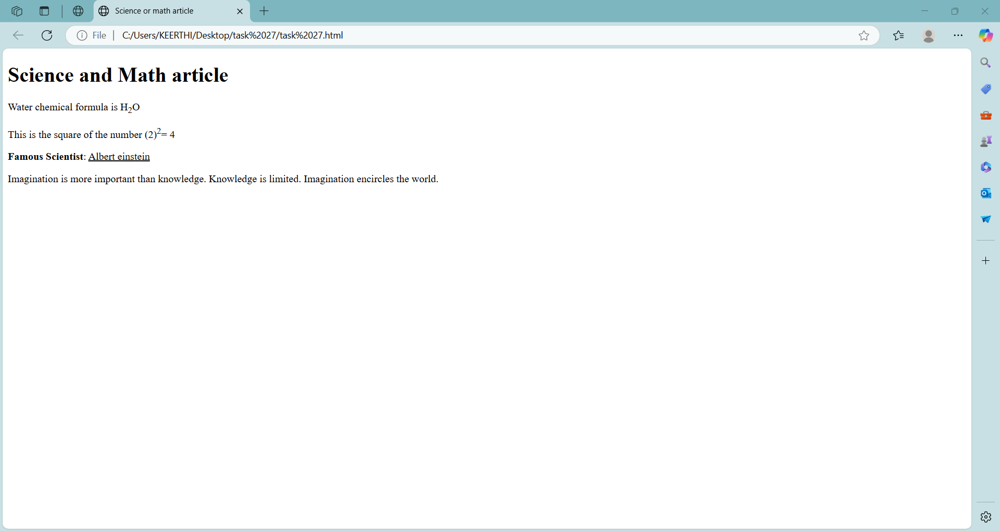 Science or math article
File
C:/Users/KEERTHI/Desktop/task%2027/task%2027.html
Science and Math article
Water chemical formula is H₂O
This is the square of the number (2)²= 4
Famous Scientist: Albert einstein
Imagination is more important than knowledge. Knowledge is limited. Imagination encircles the world.